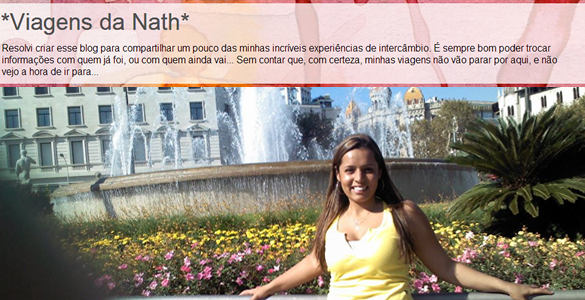 *Viagens da Nath*
Resolvi criar esse blog para compartilhar um pouco das minhas incríveis experiências de intercâmbio. É sempre bom poder trocar
informações com quem já foi, ou com quem ainda vai... Sem contar que, com certeza, minhas viagens não vão parar por aqui, e não
vejo a hora de ir para...